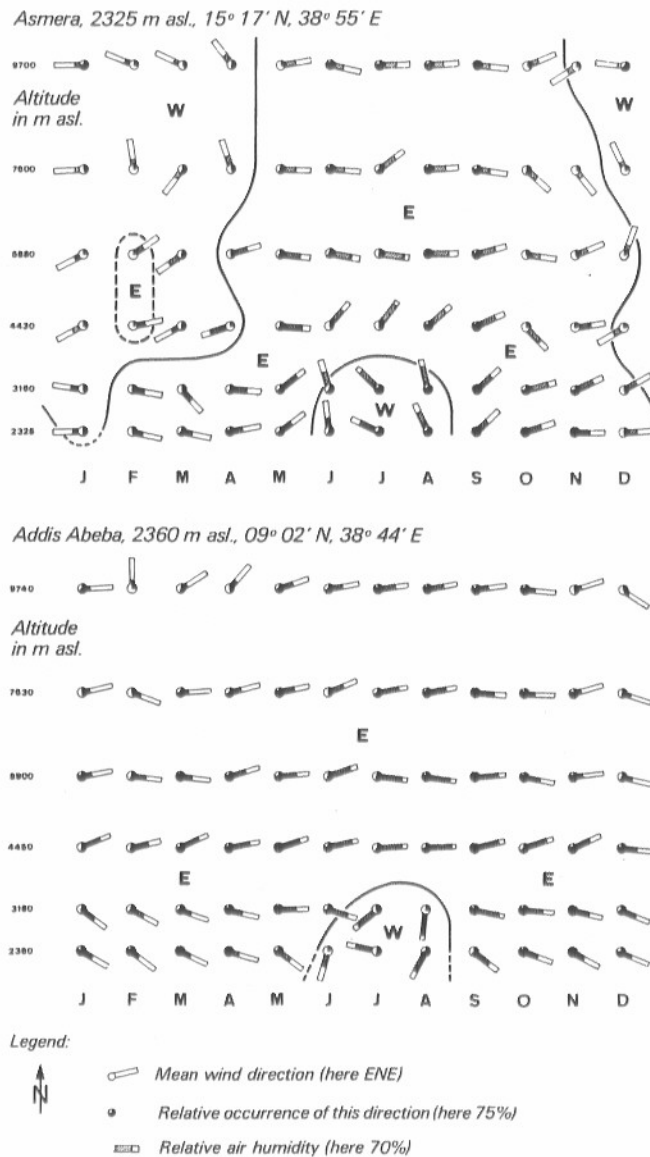 Asmera, 2325 m asl., 15° 17' N, 38° 55' E
9700
Altitude
in m asl.
W
W
7600
E
5880
E
4430
E
E
3160
W
2325
J F M A M J J A S O N D
Addis Abeba, 2360 m asl., 09° 02' N, 38° 44' E
9740
Altitude
in m asl.
7630
E
5900
4450
E
E
3160
W
2360
J F M A M J J A S O N D
Legend:
N
Mean wind direction (here ENE)
Relative occurrence of this direction (here 75%)
Relative air humidity (here 70%)